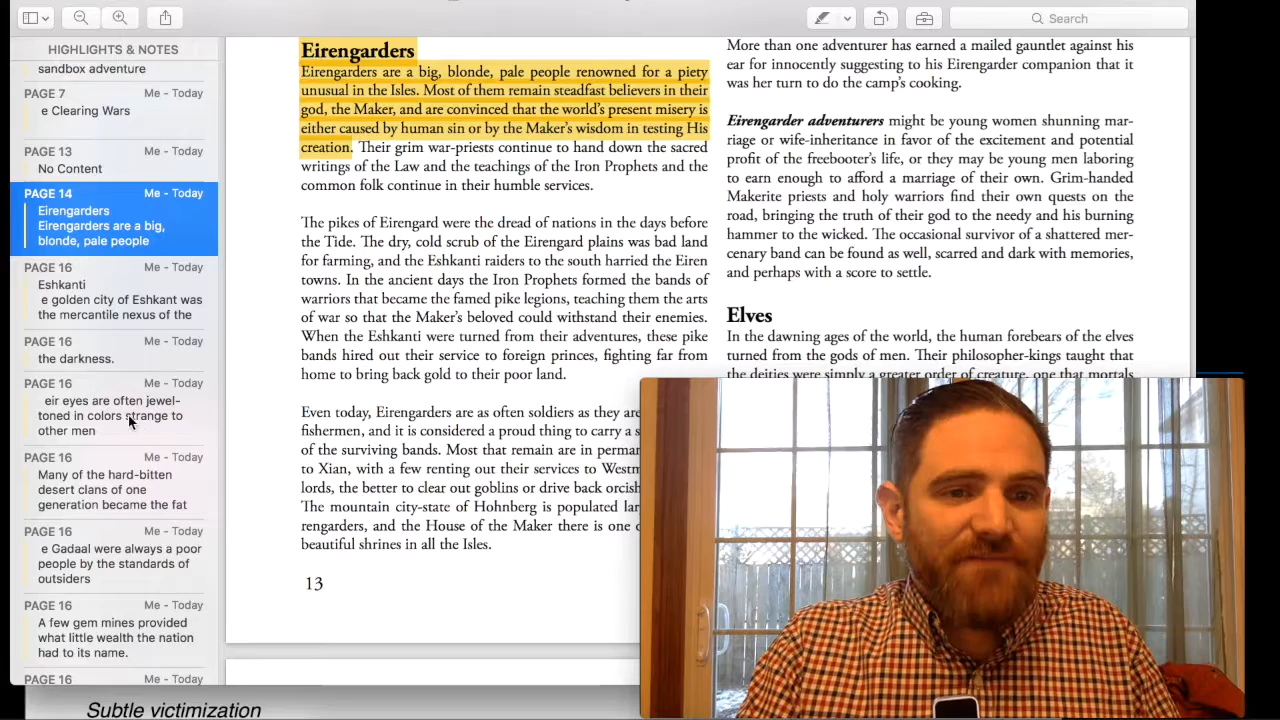 Search
HIGHLIGHTS & NOTES
sandbox adventure
PAGE 7 Me - Today
e Clearing Wars
PAGE 13 Me - Today
No Content
PAGE 14 Me - Today
Eirengarders
Eirengarders are a big,
blonde, pale people
PAGE 16 Me - Today
Eshkanti
e golden city of Eshkant was
the mercantile nexus of the
PAGE 16 Me - Today
the darkness.
PAGE 16 Me - Today
eir eyes are often jewel-
toned in colors strange to
other men
PAGE 16 Me - Today
Many of the hard-bitten
desert clans of one
generation became the fat
PAGE 16 Me - Today
e Gadaal were always a poor
people by the standards of
outsiders
PAGE 16 Me - Today
A few gem mines provided
what little wealth the nation
had to its name.
PAGE 16 Me - Today
Eirengarders
Eirengarders are a big, blonde, pale people renowned for a piety
unusual in the Isles. Most of them remain steadfast believers in their
god, the Maker, and are convinced that the world's present misery is
either caused by human sin or by the Maker's wisdom in testing His
creation. Their grim war-priests continue to hand down the sacred
writings of the Law and the teachings of the Iron Prophets and the
common folk continue in their humble services.
The pikes of Eirengard were the dread of nations in the days before
the Tide. The dry, cold scrub of the Eirengard plains was bad land
for farming, and the Eshkanti raiders to the south harried the Eiren
towns. In the ancient days the Iron Prophets formed the bands of
warriors that became the famed pike legions, teaching them the arts
of war so that the Maker's beloved could withstand their enemies.
When the Eshkanti were turned from their adventures, these pike
bands hired out their service to foreign princes, fighting far from
home to bring back gold to their poor land.
Even today, Eirengarders are as often soldiers as they are
fishermen, and it is considered a proud thing to carry a s
of the surviving bands. Most that remain are in perman
to Xian, with a few renting out their services to Westm
lords, the better to clear out goblins or drive back orcish
The mountain city-state of Hohnberg is populated lar
rengarders, and the House of the Maker there is one o
beautiful shrines in all the Isles.
13
More than one adventurer has earned a mailed gauntlet against his
ear for innocently suggesting to his Eirengarder companion that it
was her turn to do the camp's cooking.
Eirengarder adventurers might be young women shunning mar-
riage or wife-inheritance in favor of the excitement and potential
profit of the freebooter's life, or they may be young men laboring
to earn enough to afford a marriage of their own. Grim-handed
Makerite priests and holy warriors find their own quests on the
road, bringing the truth of their god to the needy and his burning
hammer to the wicked. The occasional survivor of a shattered mer-
cenary band can be found as well, scarred and dark with memories,
and perhaps with a score to settle.
Elves
In the dawning ages of the world, the human forebears of the elves
turned from the gods of men. Their philosopher-kings taught that
the deities were simply a greater order of creature, one that mortals
Subtle victimization